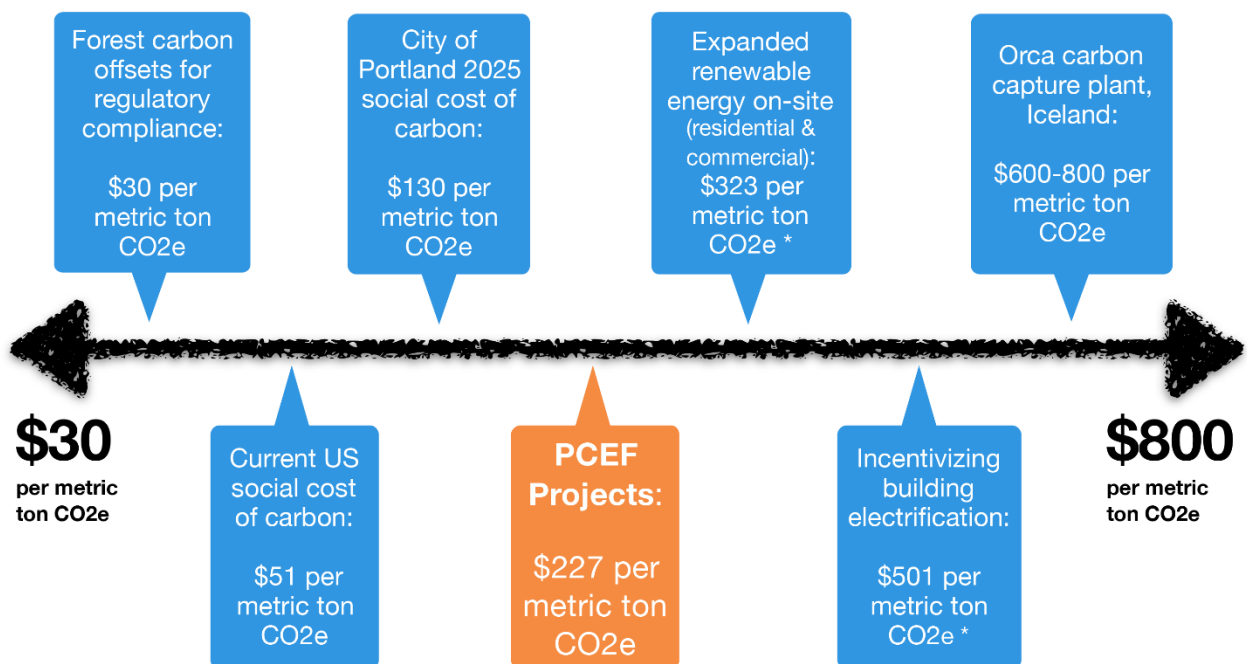 Forest carbon
offsets for
regulatory
compliance:
$30 per
metric ton
CO2e
City of
Portland 2025
social cost of
carbon:
$130 per
metric ton
CO2e
Expanded
renewable
energy on-site
(residential &
commercial):
$323 per
metric ton
CO2e *
Orca carbon
capture plant,
Iceland:
$600-800 per
metric ton
CO2e
$30
per metric
ton CO2e
Current US
social cost
of carbon:
$51 per
metric ton
CO2e
PCEF
Projects:
$227 per
metric ton
CO2e
Incentivizing
building
electrification:
$501 per
metric ton
CO2e *
$800
per metric
ton CO2e